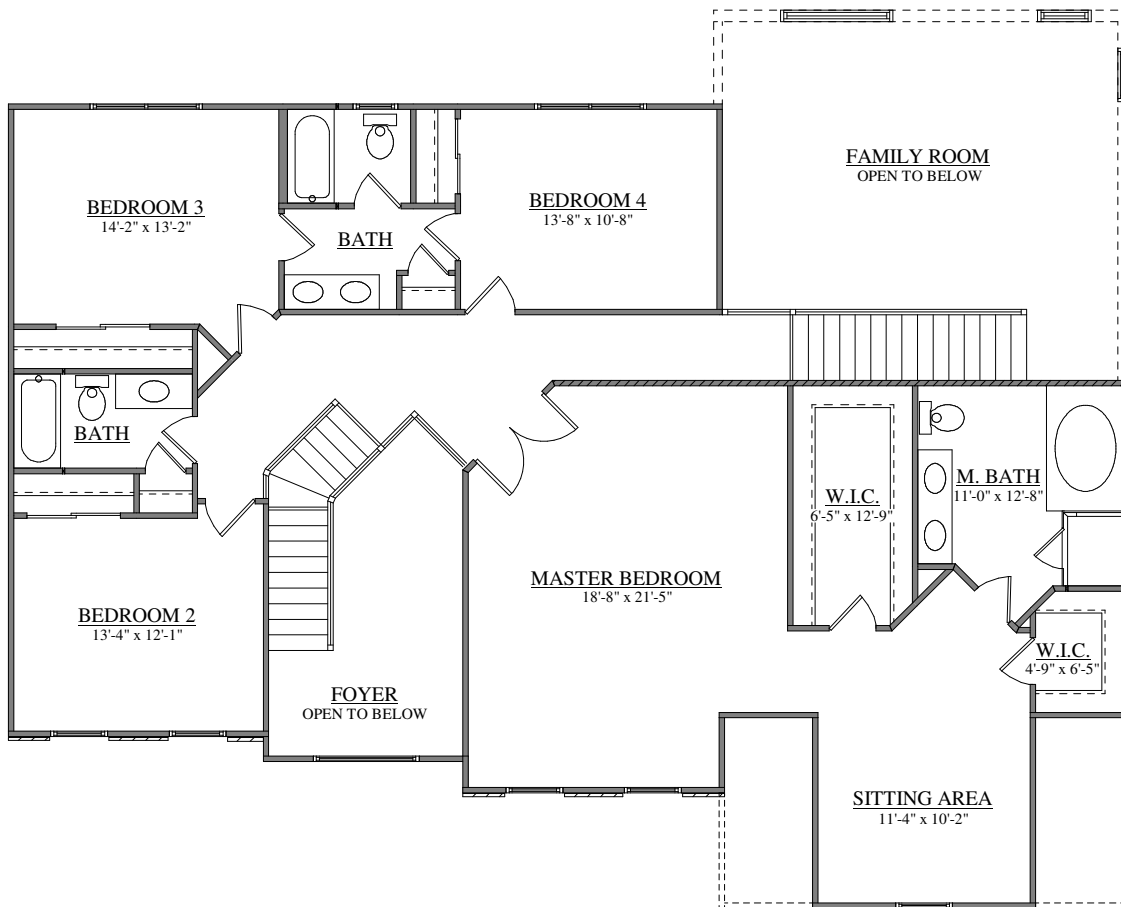 FAMILY ROOM
OPEN TO BELOW
BEDROOM 3
14'-2" x 13'-2"
BATH
BEDROOM 4
13'-8" x 10'-8"
BATH
W.I.C.
6'-5" x 12'-9"
M. BATH
11'-0" x 12'-8"
MASTER BEDROOM
18'-8" x 21'-5"
BEDROOM 2
13'-4" x 12'-1"
W.I.C.
4'-9" x 6'-5"
FOYER
OPEN TO BELOW
SITTING AREA
11'-4" x 10'-2"